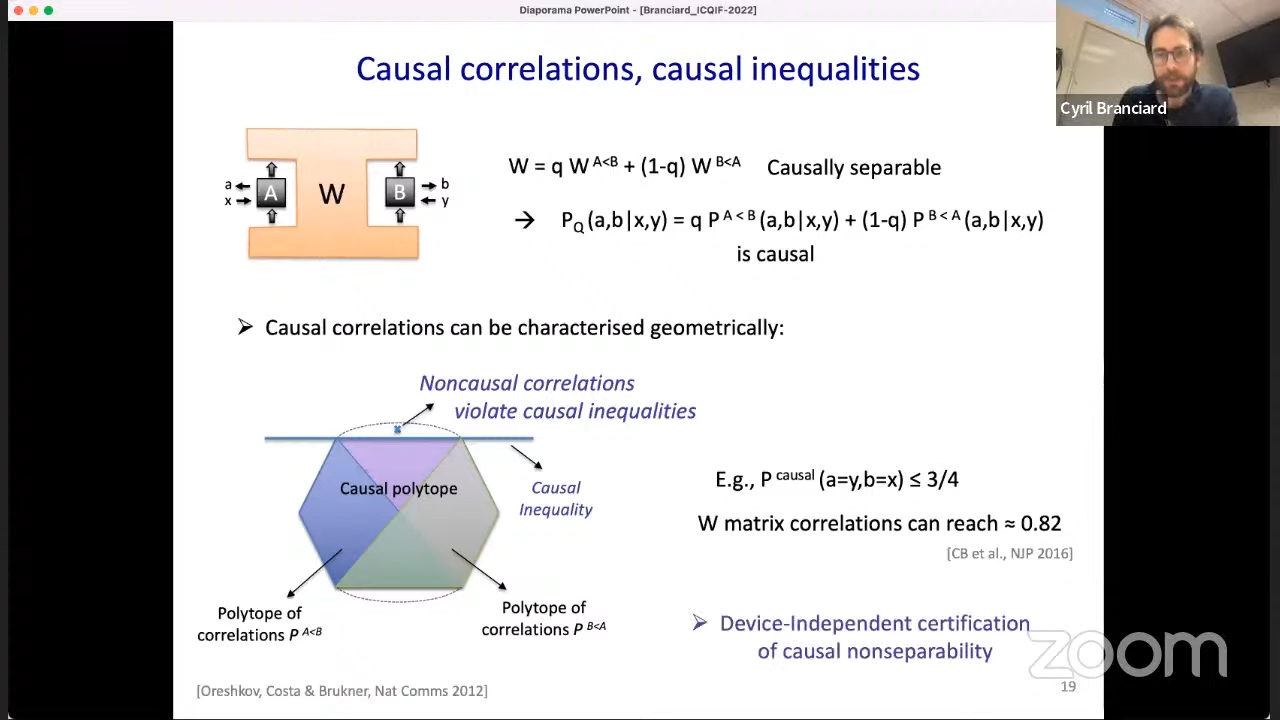 Diaporama PowerPoint - [Branciard_ICQIF-2022]
Causal correlations, causal inequalities
Cyril Branciard
W = q W A<B + (1-q) W B<A Causally separable
a
x
A
W
B
b
y
→ PQ (a,b|x,y) = q P A < B (a,b|x,y) + (1-q) P B < A (a,b|x,y)
is causal
➢ Causal correlations can be characterised geometrically:
Noncausal correlations
violate causal inequalities
Causal polytope
Causal
Inequality
E.g., P causal (a=y,b=x) ≤ 3/4
W matrix correlations can reach ≈ 0.82
[CB et al., NJP 2016]
Polytope of
correlations P A<B
Polytope of
correlations P B<A
➢ Device-Independent certification
of causal nonseparability
zoom
[Oreshkov, Costa & Brukner, Nat Comms 2012]
19